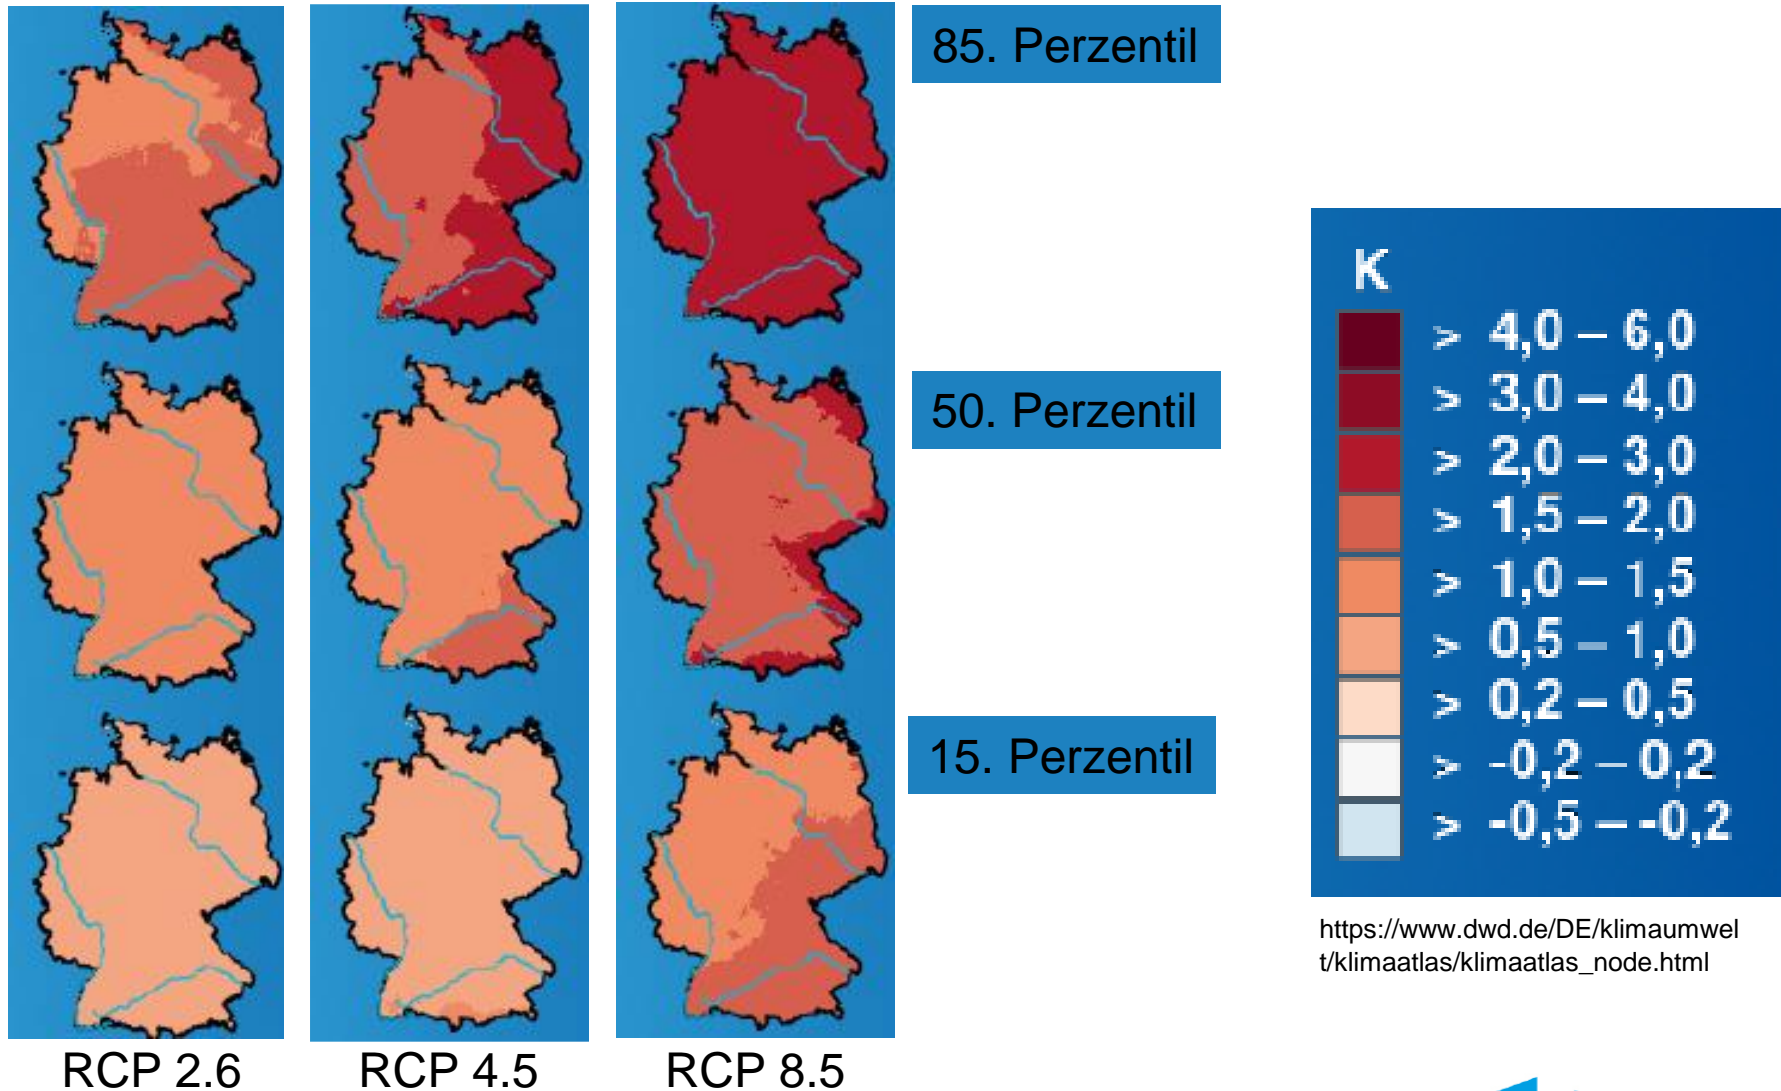 85. Perzentil
50. Perzentil
15. Perzentil
RCP 2.6
RCP 4.5
RCP 8.5
K
> 4,0 – 6,0
> 3,0 – 4,0
> 2,0 – 3,0
> 1,5 – 2,0
> 1,0 – 1,5
> 0,5 – 1,0
> 0,2 – 0,5
> -0,2 – 0,2
> -0,5 – -0,2
https://www.dwd.de/DE/klimaumwel
t/klimaatlas/klimaatlas_node.html